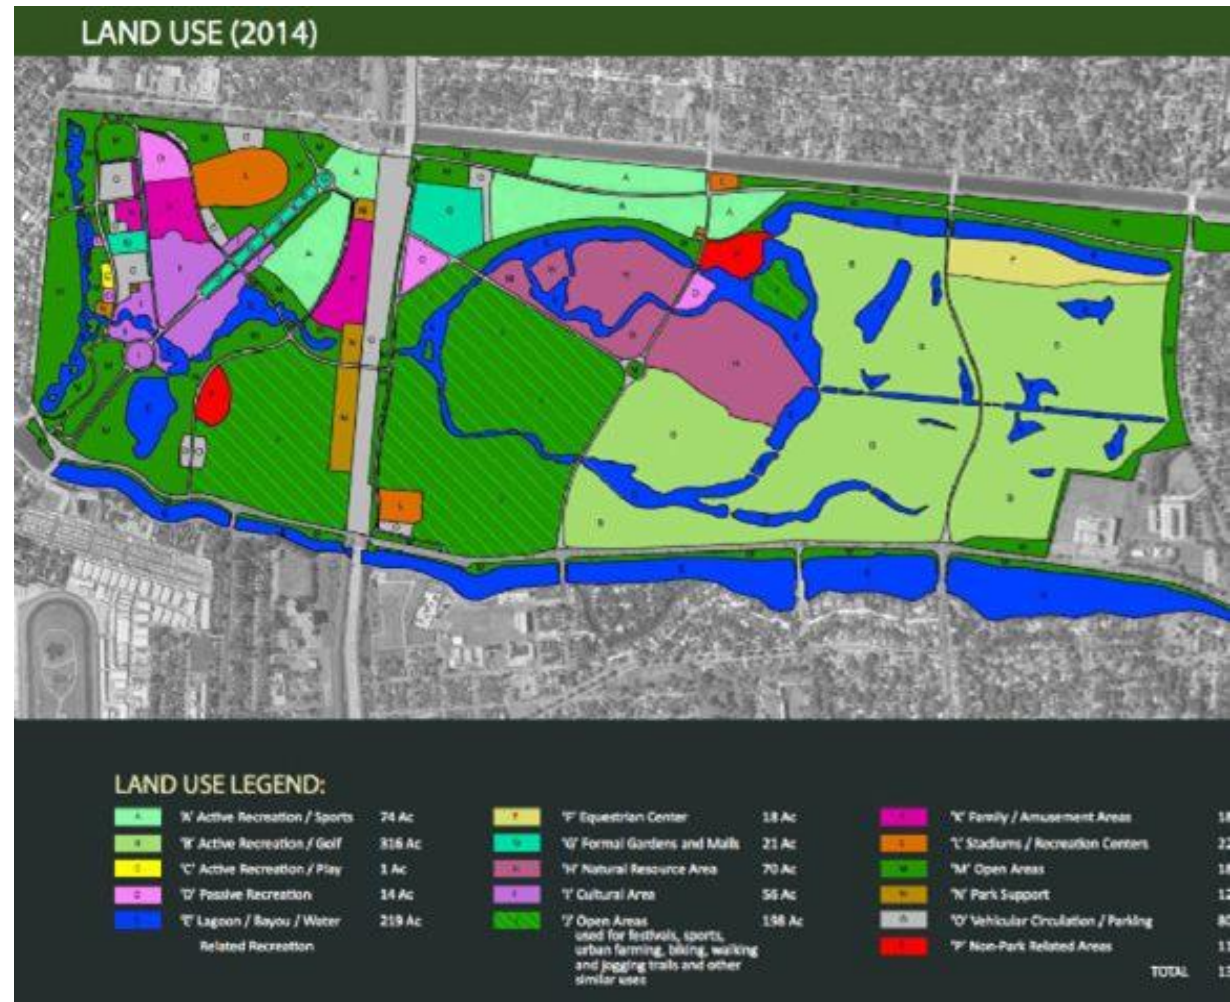 LAND USE (2014)
LAND USE LEGEND:
A 'A' Active Recreation / Sports 74 Ac
B 'B' Active Recreation / Golf 316 Ac
C 'C' Active Recreation / Play 1 Ac
D 'D' Passive Recreation 14 Ac
'E' Lagoon / Bayou / Water 219 Ac
Related Recreation
F 'F' Equestrian Center 18 Ac
G 'G' Formal Gardens and Malls 21 Ac
H 'H' Natural Resource Area 70 Ac
I 'I' Cultural Area 56 Ac
'J' Open Areas 198 Ac
used for festivals, sports,
urban farming, biking, walking
and jogging trails and other
similar uses
'K' Family / Amusement Areas
L 'L' Stadiums / Recreation Centers
M 'M' Open Areas
N 'N' Park Support
O 'O' Vehicular Circulation / Parking
'P' Non-Park Related Areas
TOTAL